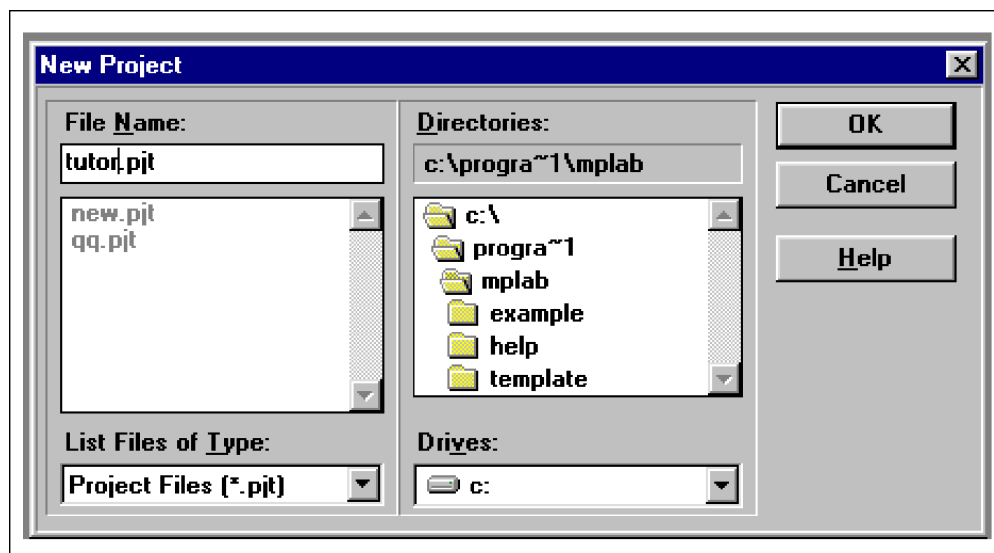 New Project
File Name:
tutor.pjt
new.pjt
qq.pjt
List Files of Type:
Project Files (*.pjt)
Directories:
c:\progra~1\mplab
c:\
progra~1
mplab
example
help
template
Drives:
c:
OK
Cancel
Help